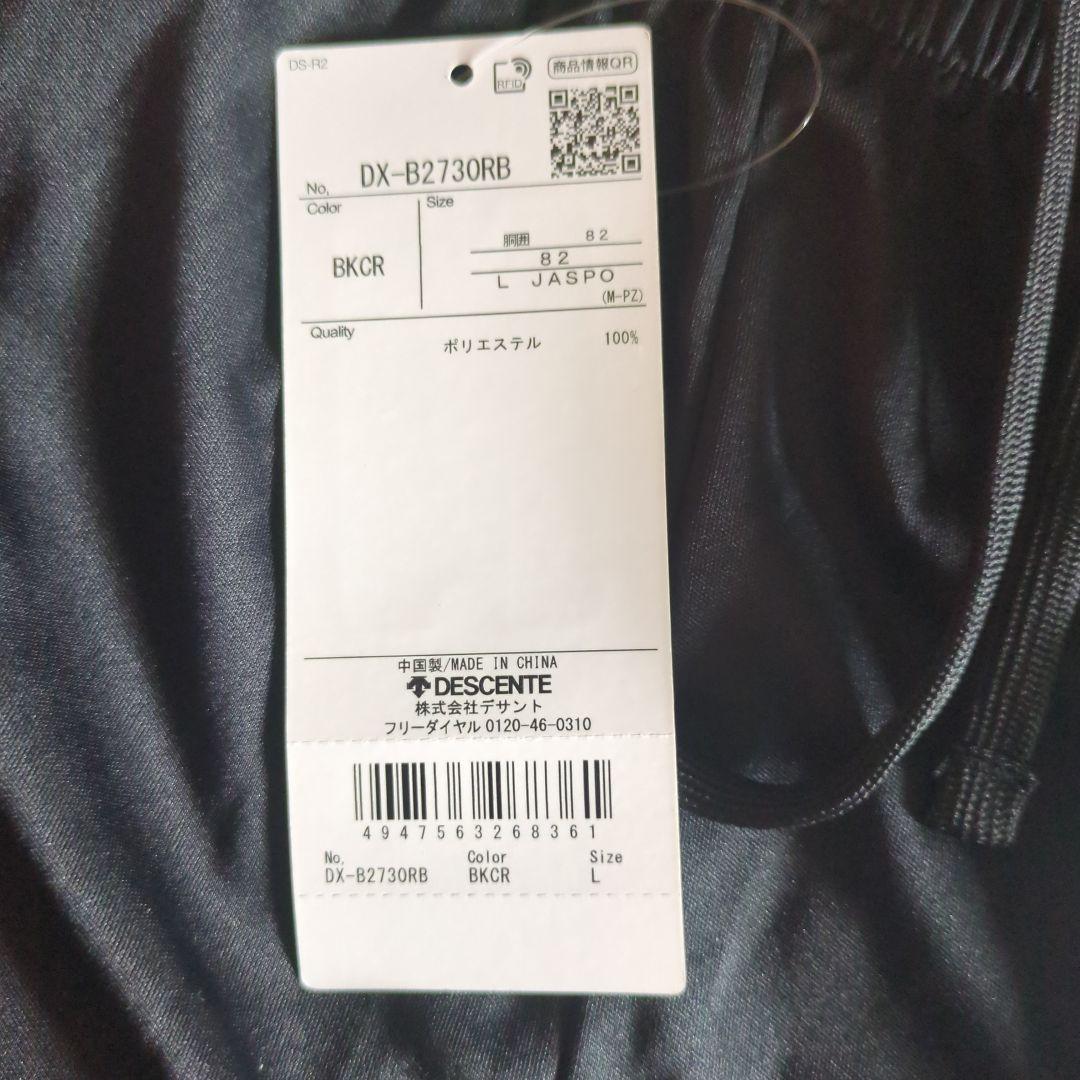 DS-R2
RFID
商品情報QR
No, DX-B2730RB
Color
BKCR
Size
胴囲 82
82
L JASPO
(M-PZ)
Quality
ポリエステル 100%
中国製/MADE IN CHINA
DESCENTE
株式会社デサント
フリーダイヤル 0120-46-0310
4947563268361
No, Color Size
DX-B2730RB BKCR L